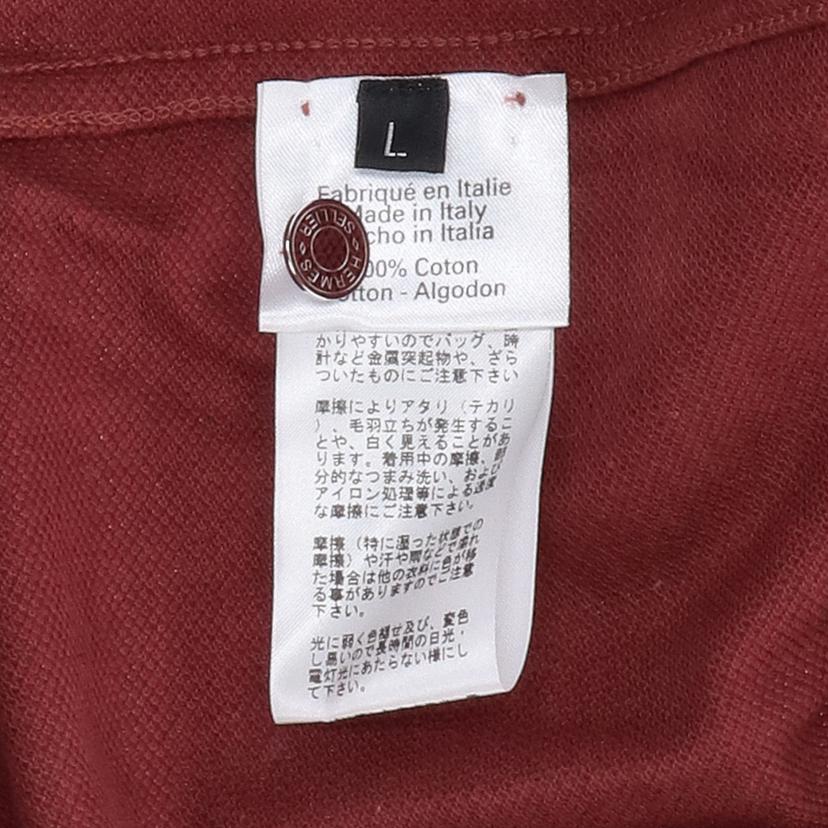 L
Fabriqué en Italie
Made in Italy
cho in Italia
HERMES SELLIER
00% Coton
tton - Algodon
かりやすいのでバッグ、時
計など金属突起物や、ざら
ついたものにご注意下さい
摩擦によりアタリ(テカリ
)、毛羽立ちが発生するこ
とや、白く見えることがあ
ります。着用中の摩擦、部
分的なつまみ洗い、および
アイロン処理等による過度
な摩擦にご注意下さい。
摩擦(特に湿った状態での
摩擦)や汗や雨などで濡れ
た場合は他の衣料に色が移
る事がありますのでご注意
下さい。
光に弱く色褪せ及び、変色
し易いので長時間の日光・
電灯光にあたらない様にし
て下さい。